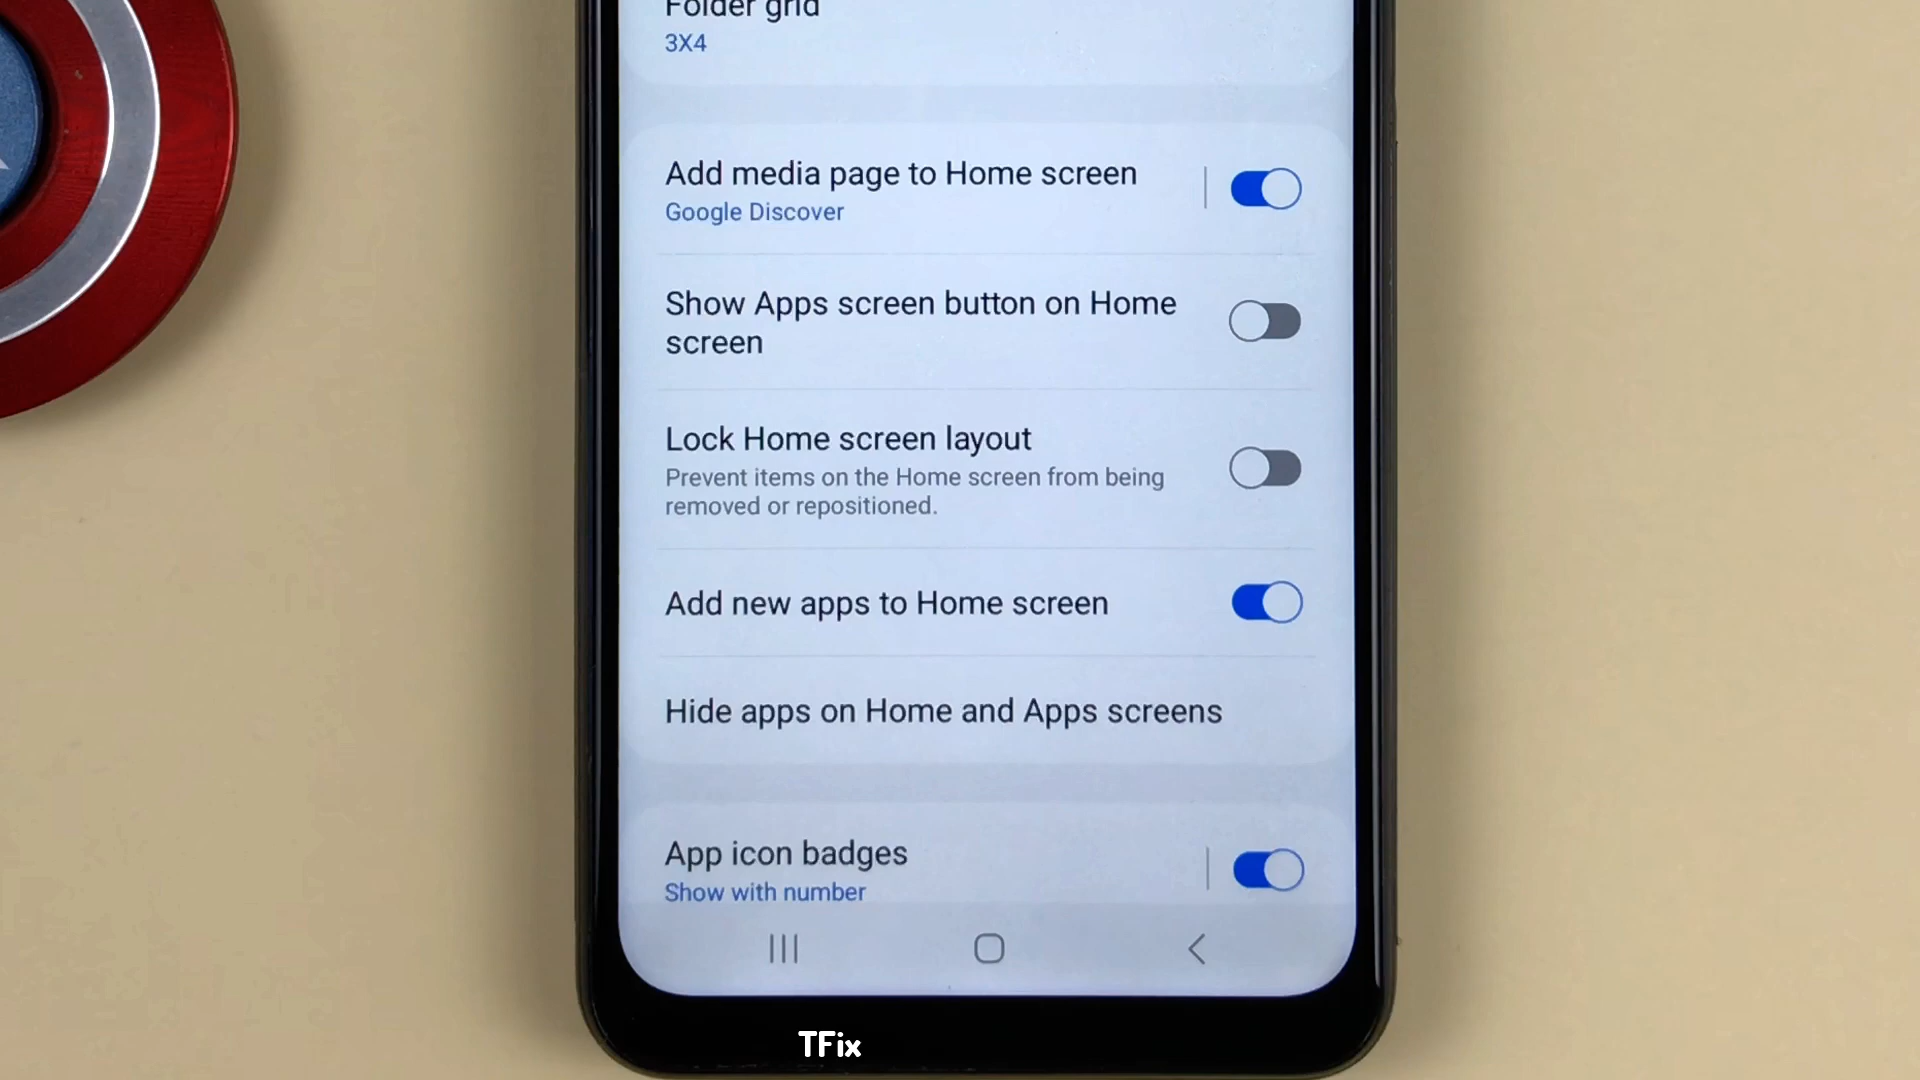 Folder grid
3X4
Add media page to Home screen
Google Discover
Show Apps screen button on Home
screen
Lock Home screen layout
Prevent items on the Home screen from being
removed or repositioned.
Add new apps to Home screen
Hide apps on Home and Apps screens
App icon badges
Show with number
TFix